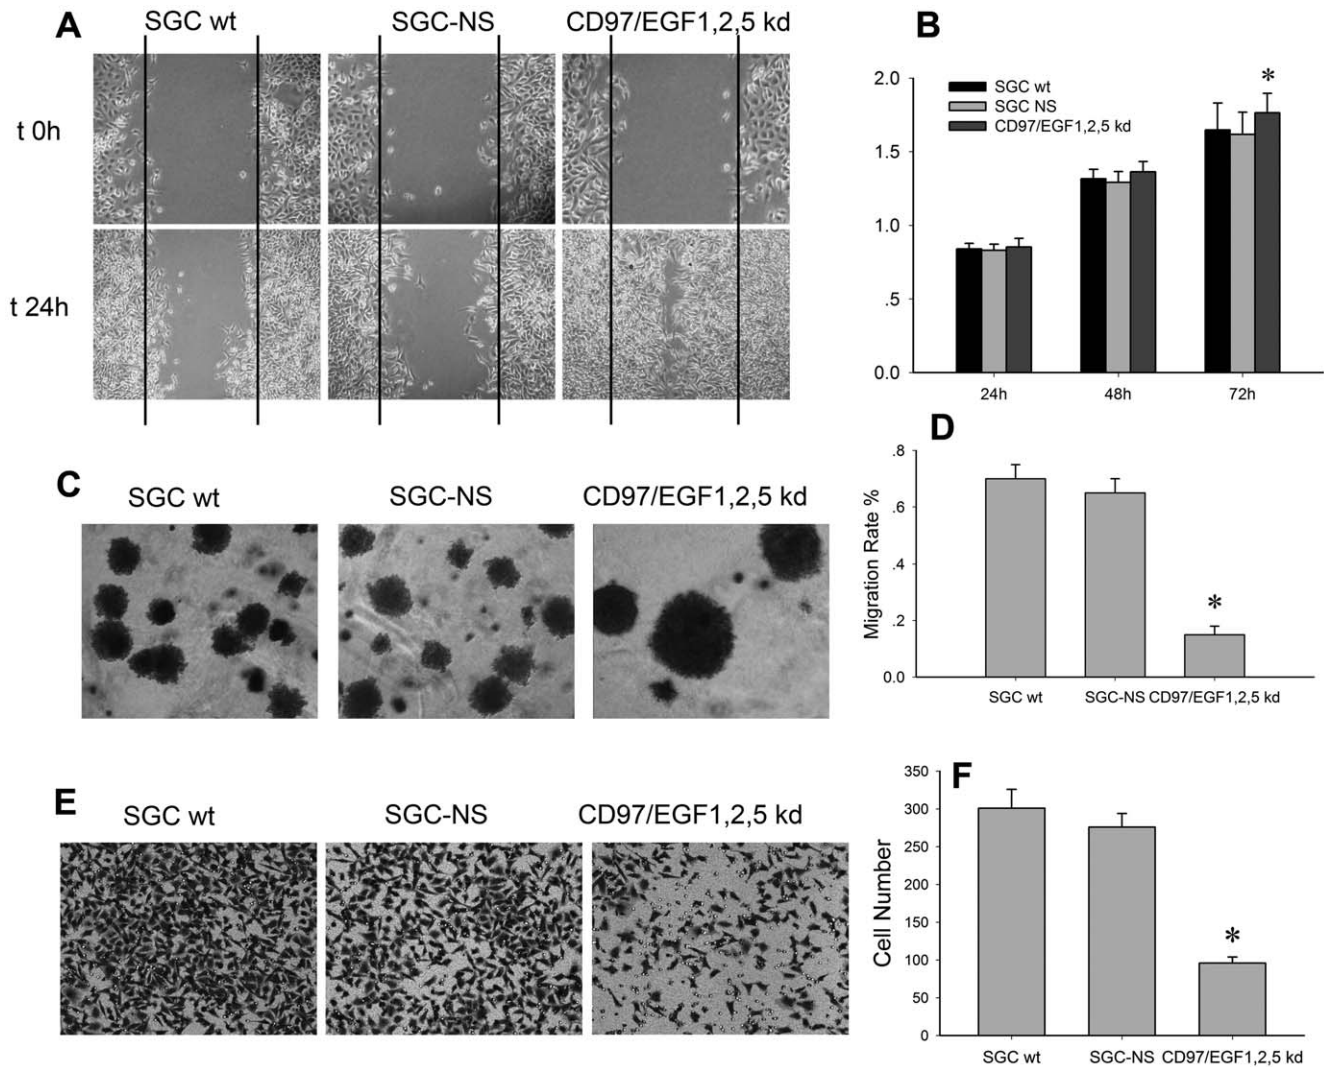 A
SGC wt
SGC-NS
CD97/EGF1,2,5 kd
t 0h
t 24h
B
2.0
1.5
1.0
.5
0.0
SGC wt
SGC NS
CD97/EGF1,2,5 kd
*
24h
48h
72h
C
SGC wt
SGC-NS
CD97/EGF1,2,5 kd
D
Migration Rate %
.8
.6
.4
.2
0.0
*
SGC wt
SGC-NS
CD97/EGF1,2,5 kd
E
SGC wt
SGC-NS
CD97/EGF1,2,5 kd
F
Cell Number
350
300
250
200
150
100
50
0
*
SGC wt
SGC-NS
CD97/EGF1,2,5 kd